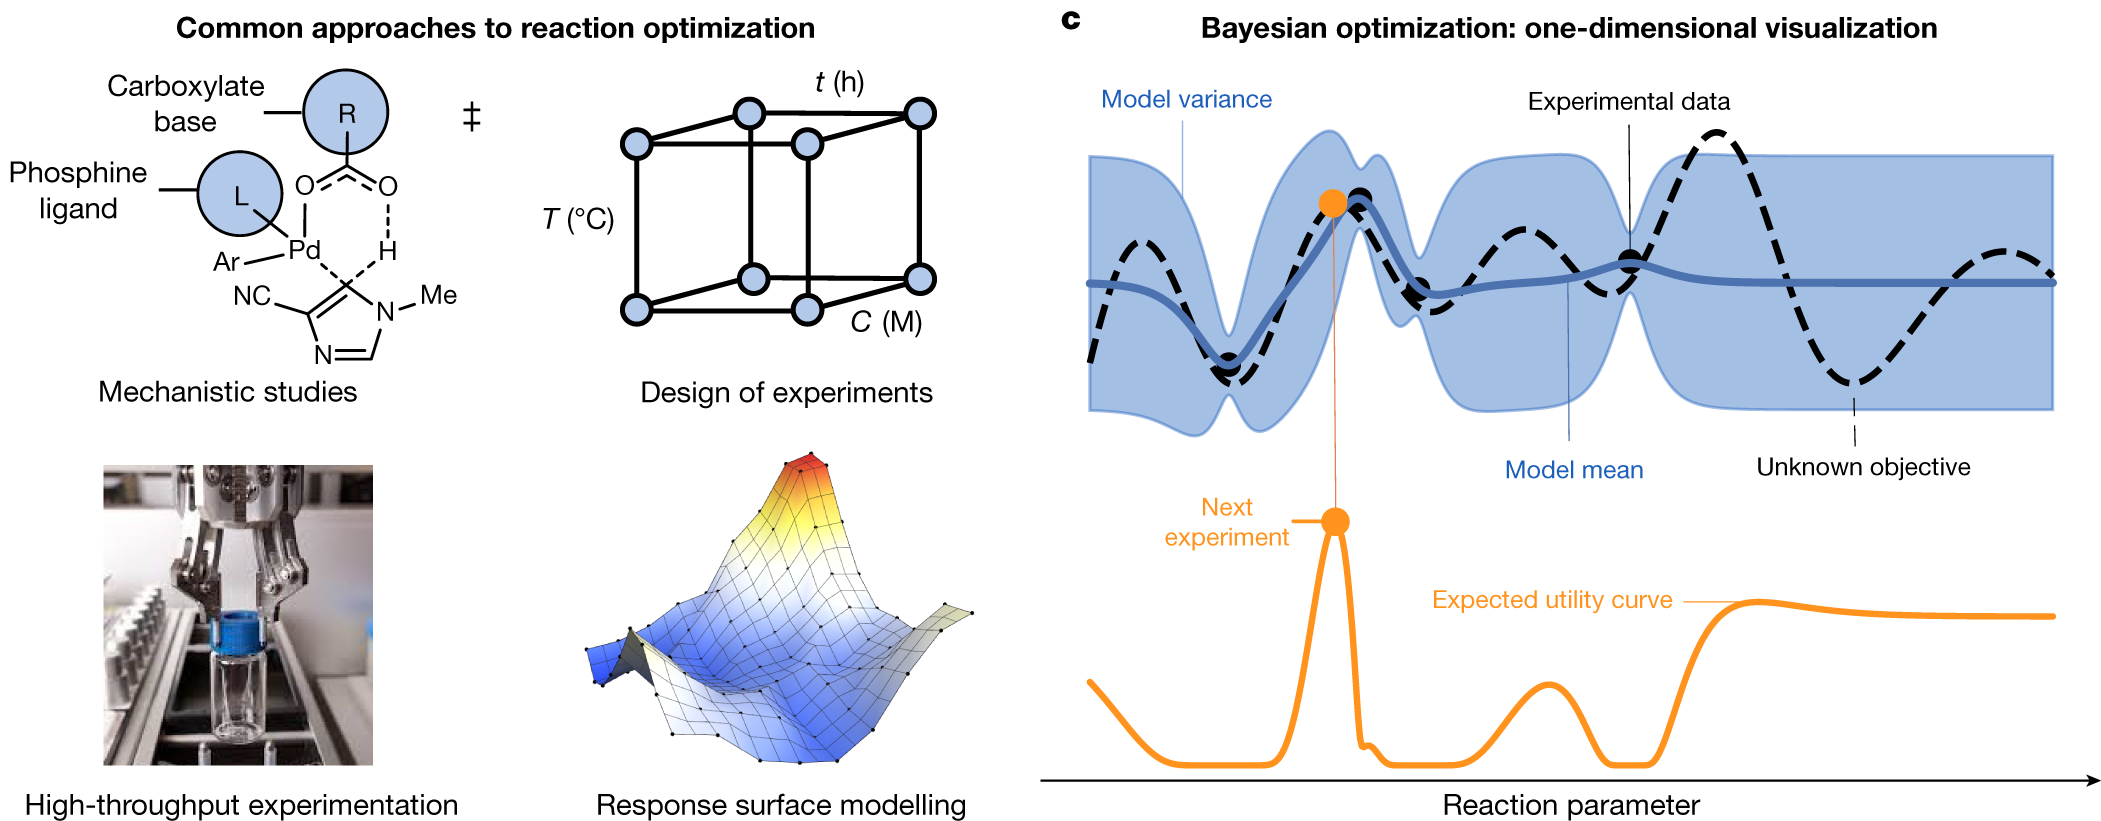 Common approaches to reaction optimization
Carboxylate
base
R
‡
Phosphine
ligand
L
O
O
Pd
H
Ar
NC
N
Me
N
Mechanistic studies
t (h)
T (°C)
C (M)
Design of experiments
High-throughput experimentation
Response surface modelling
c
Bayesian optimization: one-dimensional visualization
Model variance
Experimental data
Model mean
Unknown objective
Next
experiment
Expected utility curve
Reaction parameter